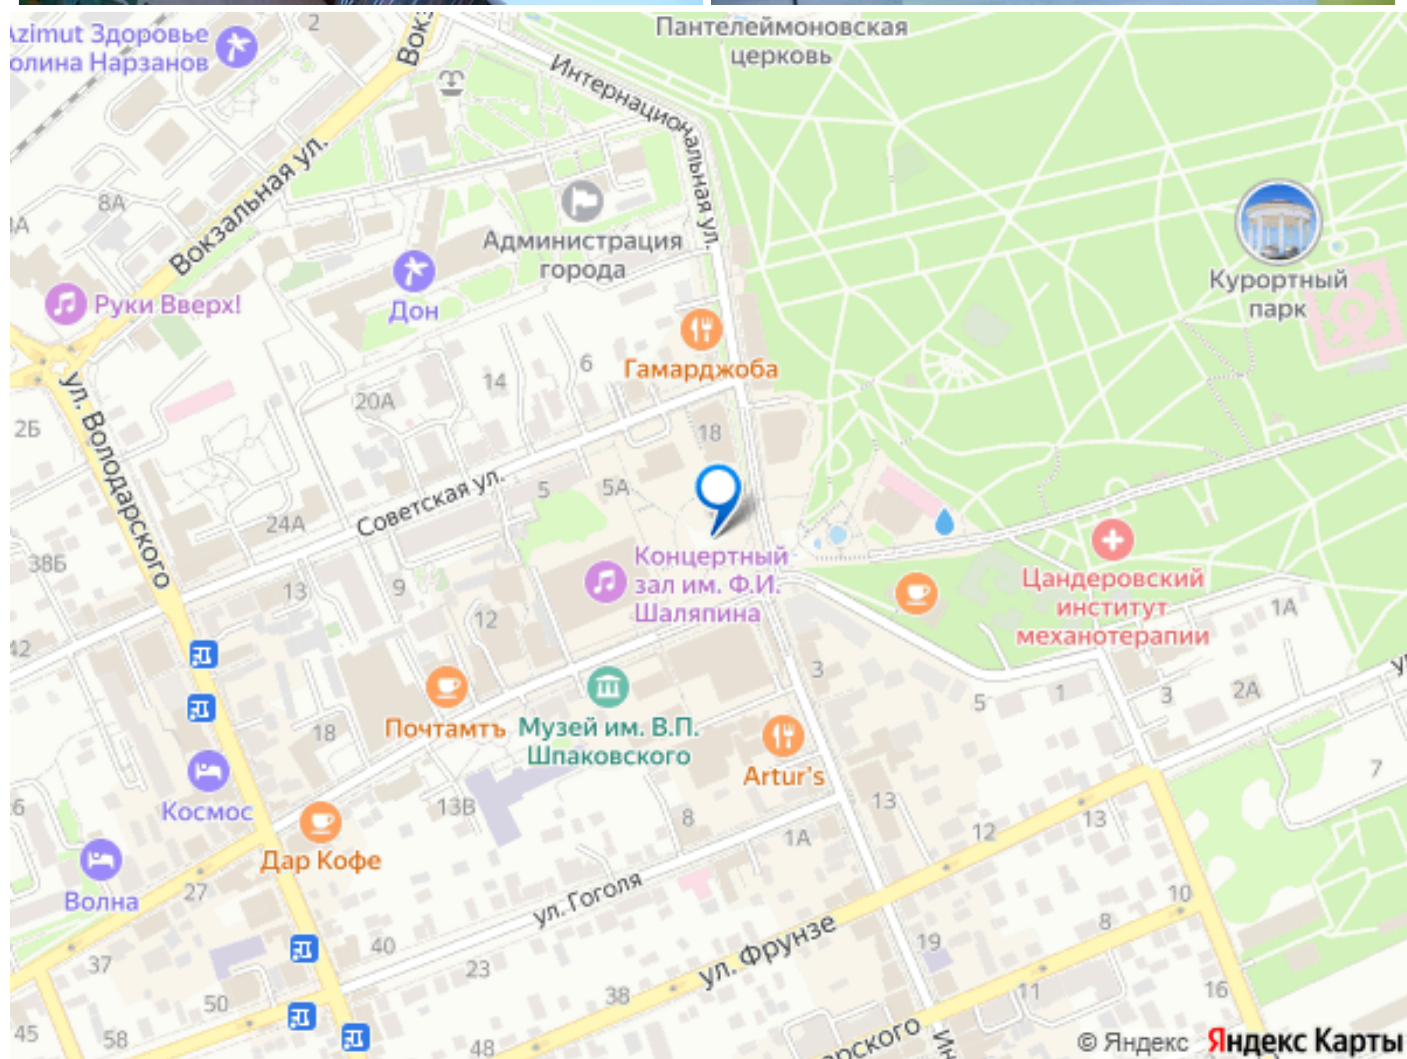 Azimut Здоровье
олина Нарзанов
2
Вокз
Пантелеймоновская
церковь
Интернациональная ул.
8А
Вокзальная ул.
Администрация
города
Курортный
парк
Руки Вверх!
Дон
Гамарджоба
6
14
20А
2Б
ул. Володарского
18
5
5А
Советская ул.
24А
38Б
Концертный
зал им. Ф.И.
Шаляпина
Цандеровский
институт
механотерапии
1А
13
9
12
42
3
5
1
3
2А
Почтамтъ
Музей им. В.П.
Шпаковского
18
Artur's
7
Космос
13В
8
13
1А
12
13
Дар Кофе
Волна
27
ул. Гоголя
10
8
40
37
23
ул. Фрунзе
19
50
38
11
16
45
58
48
© Яндекс Яндекс Карты